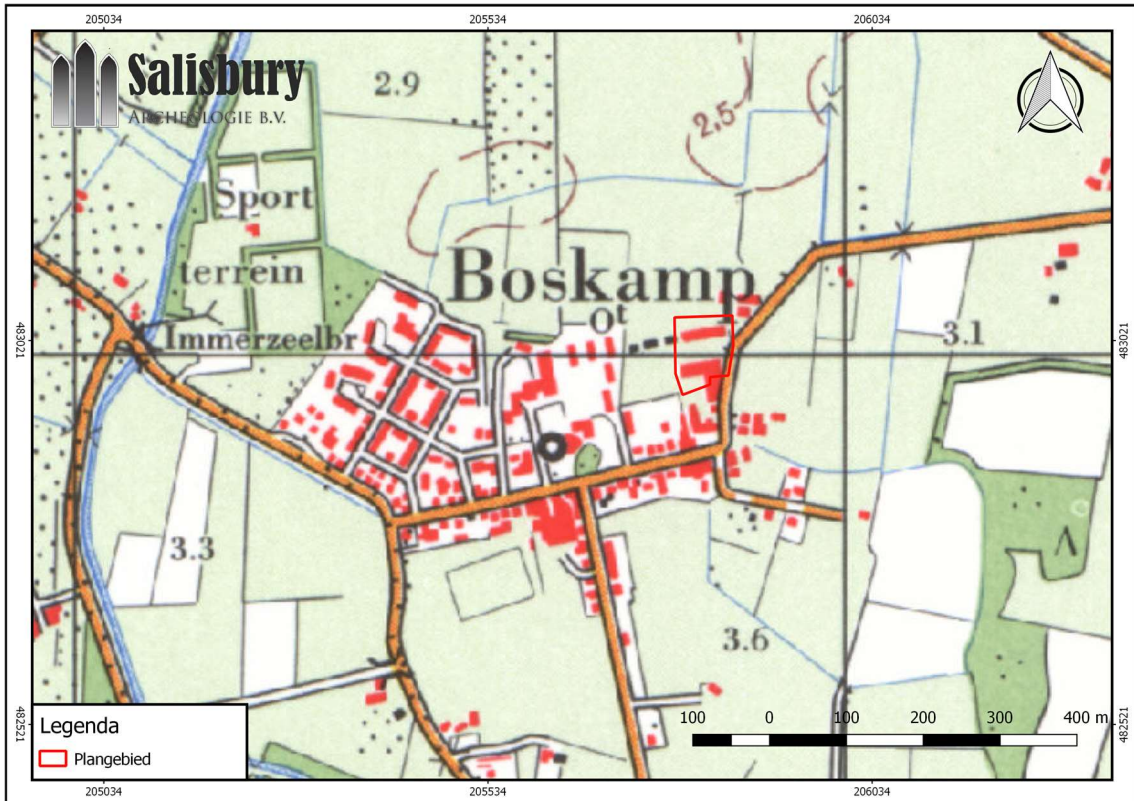 205034
205534
206034
Salisbury
ARCHEOLOGIE B.V.
2.9
2,5
Sport
terrein
Boskamp
Ot
Immerzeelbr
3.1
483021
483021
3.3
3.6
Legenda
Plangebied
100 0 100 200 300 400 m
482521
482521
205034
205534
206034